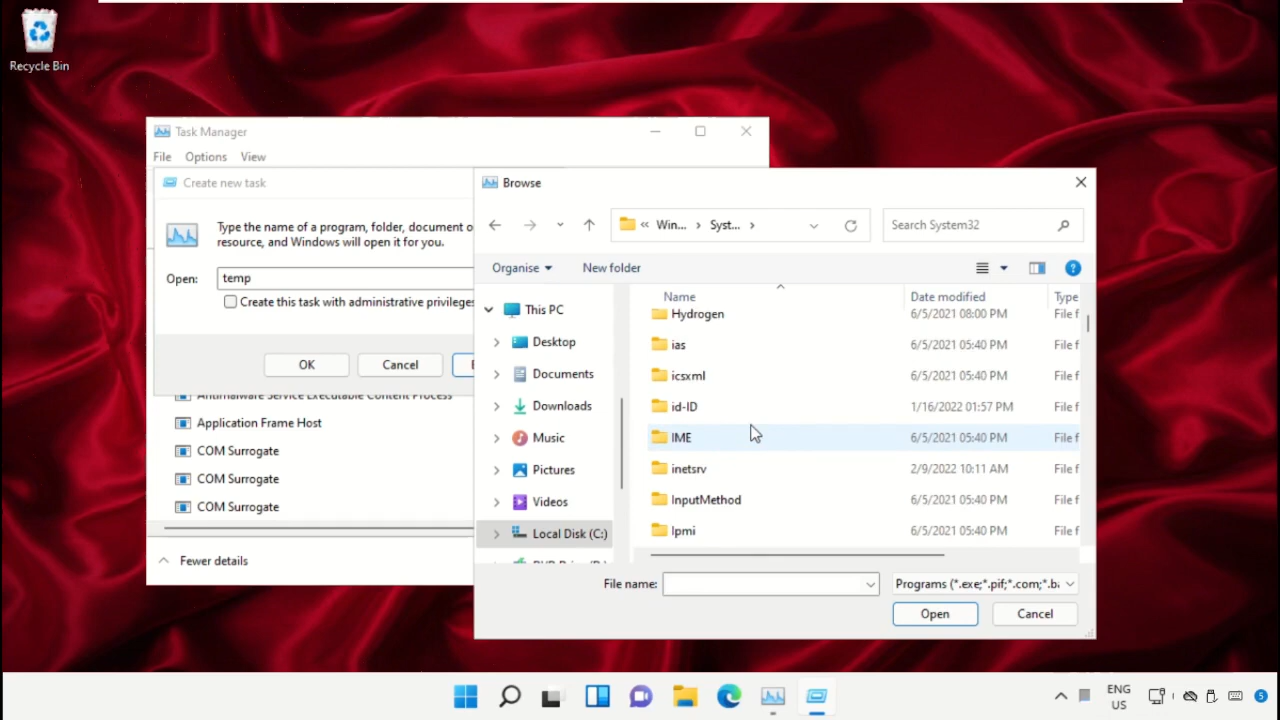 Recycle Bin
Task Manager
File Options View
Create new task
Type the name of a program, folder, document o
resource, and Windows will open it for you.
Open: temp
Create this task with administrative privileges
OK Cancel
Antimalware Service Executable Content Process
Application Frame Host
COM Surrogate
COM Surrogate
COM Surrogate
Fewer details
Browse
« Win... › Syst... ›
Search System32
Organise New folder
This PC
Desktop
Documents
Downloads
Music
Pictures
Videos
Local Disk (C:)
Name Date modified Type
Hydrogen 6/5/2021 08:00 PM File f
ias 6/5/2021 05:40 PM File f
icsxml 6/5/2021 05:40 PM File f
id-ID 1/16/2022 01:57 PM File f
IME 6/5/2021 05:40 PM File f
inetsrv 2/9/2022 10:11 AM File f
InputMethod 6/5/2021 05:40 PM File f
Ipmi 6/5/2021 05:40 PM File f
File name:
Programs (*.exe;*.pif;*.com;*.ba
Open Cancel
ENG
US
5